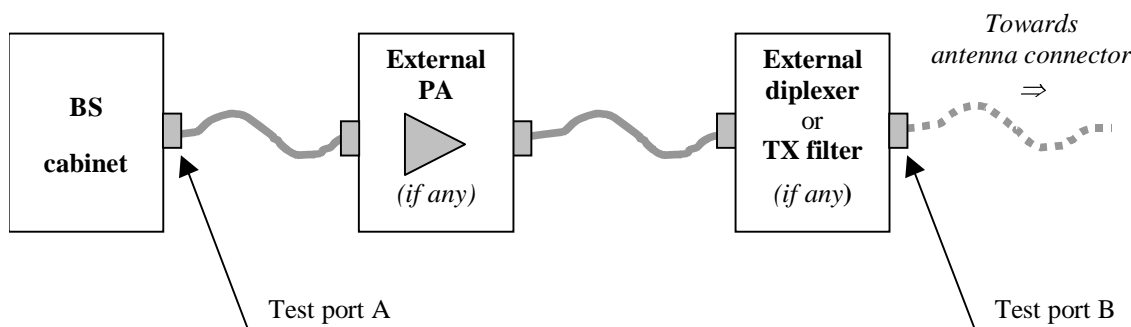 BS
cabinet
External
PA
(if any)
External
diplexer
or
TX filter
(if any)
Towards
antenna connector
⇒
Test port A
Test port B